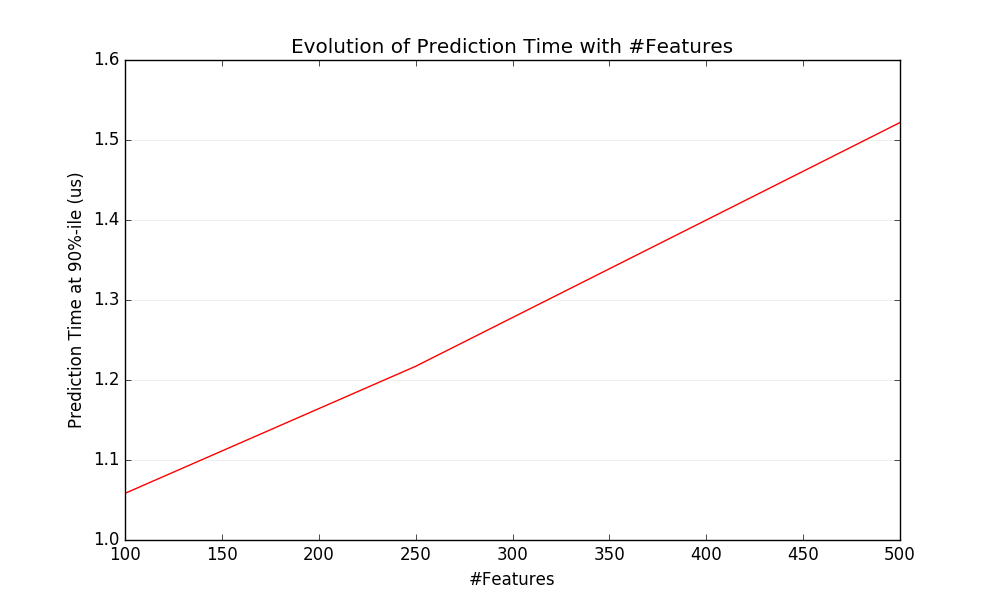 Evolution of Prediction Time with #Features
Prediction Time at 90%-ile (us)
1.6
1.5
1.4
1.3
1.2
1.1
1.0
100 150 200 250 300 350 400 450 500
#Features